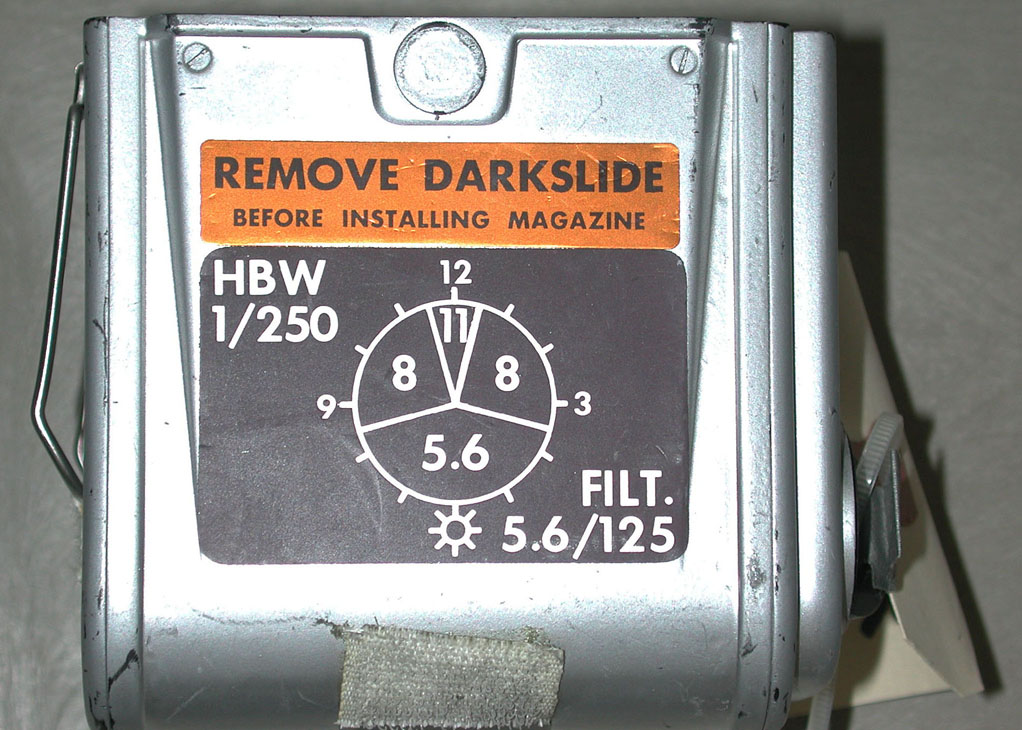 REMOVE DARKSLIDE
BEFORE INSTALLING MAGAZINE
HBW
1/250
12
11
8 8
9 3
5.6
FILT.
5.6/125